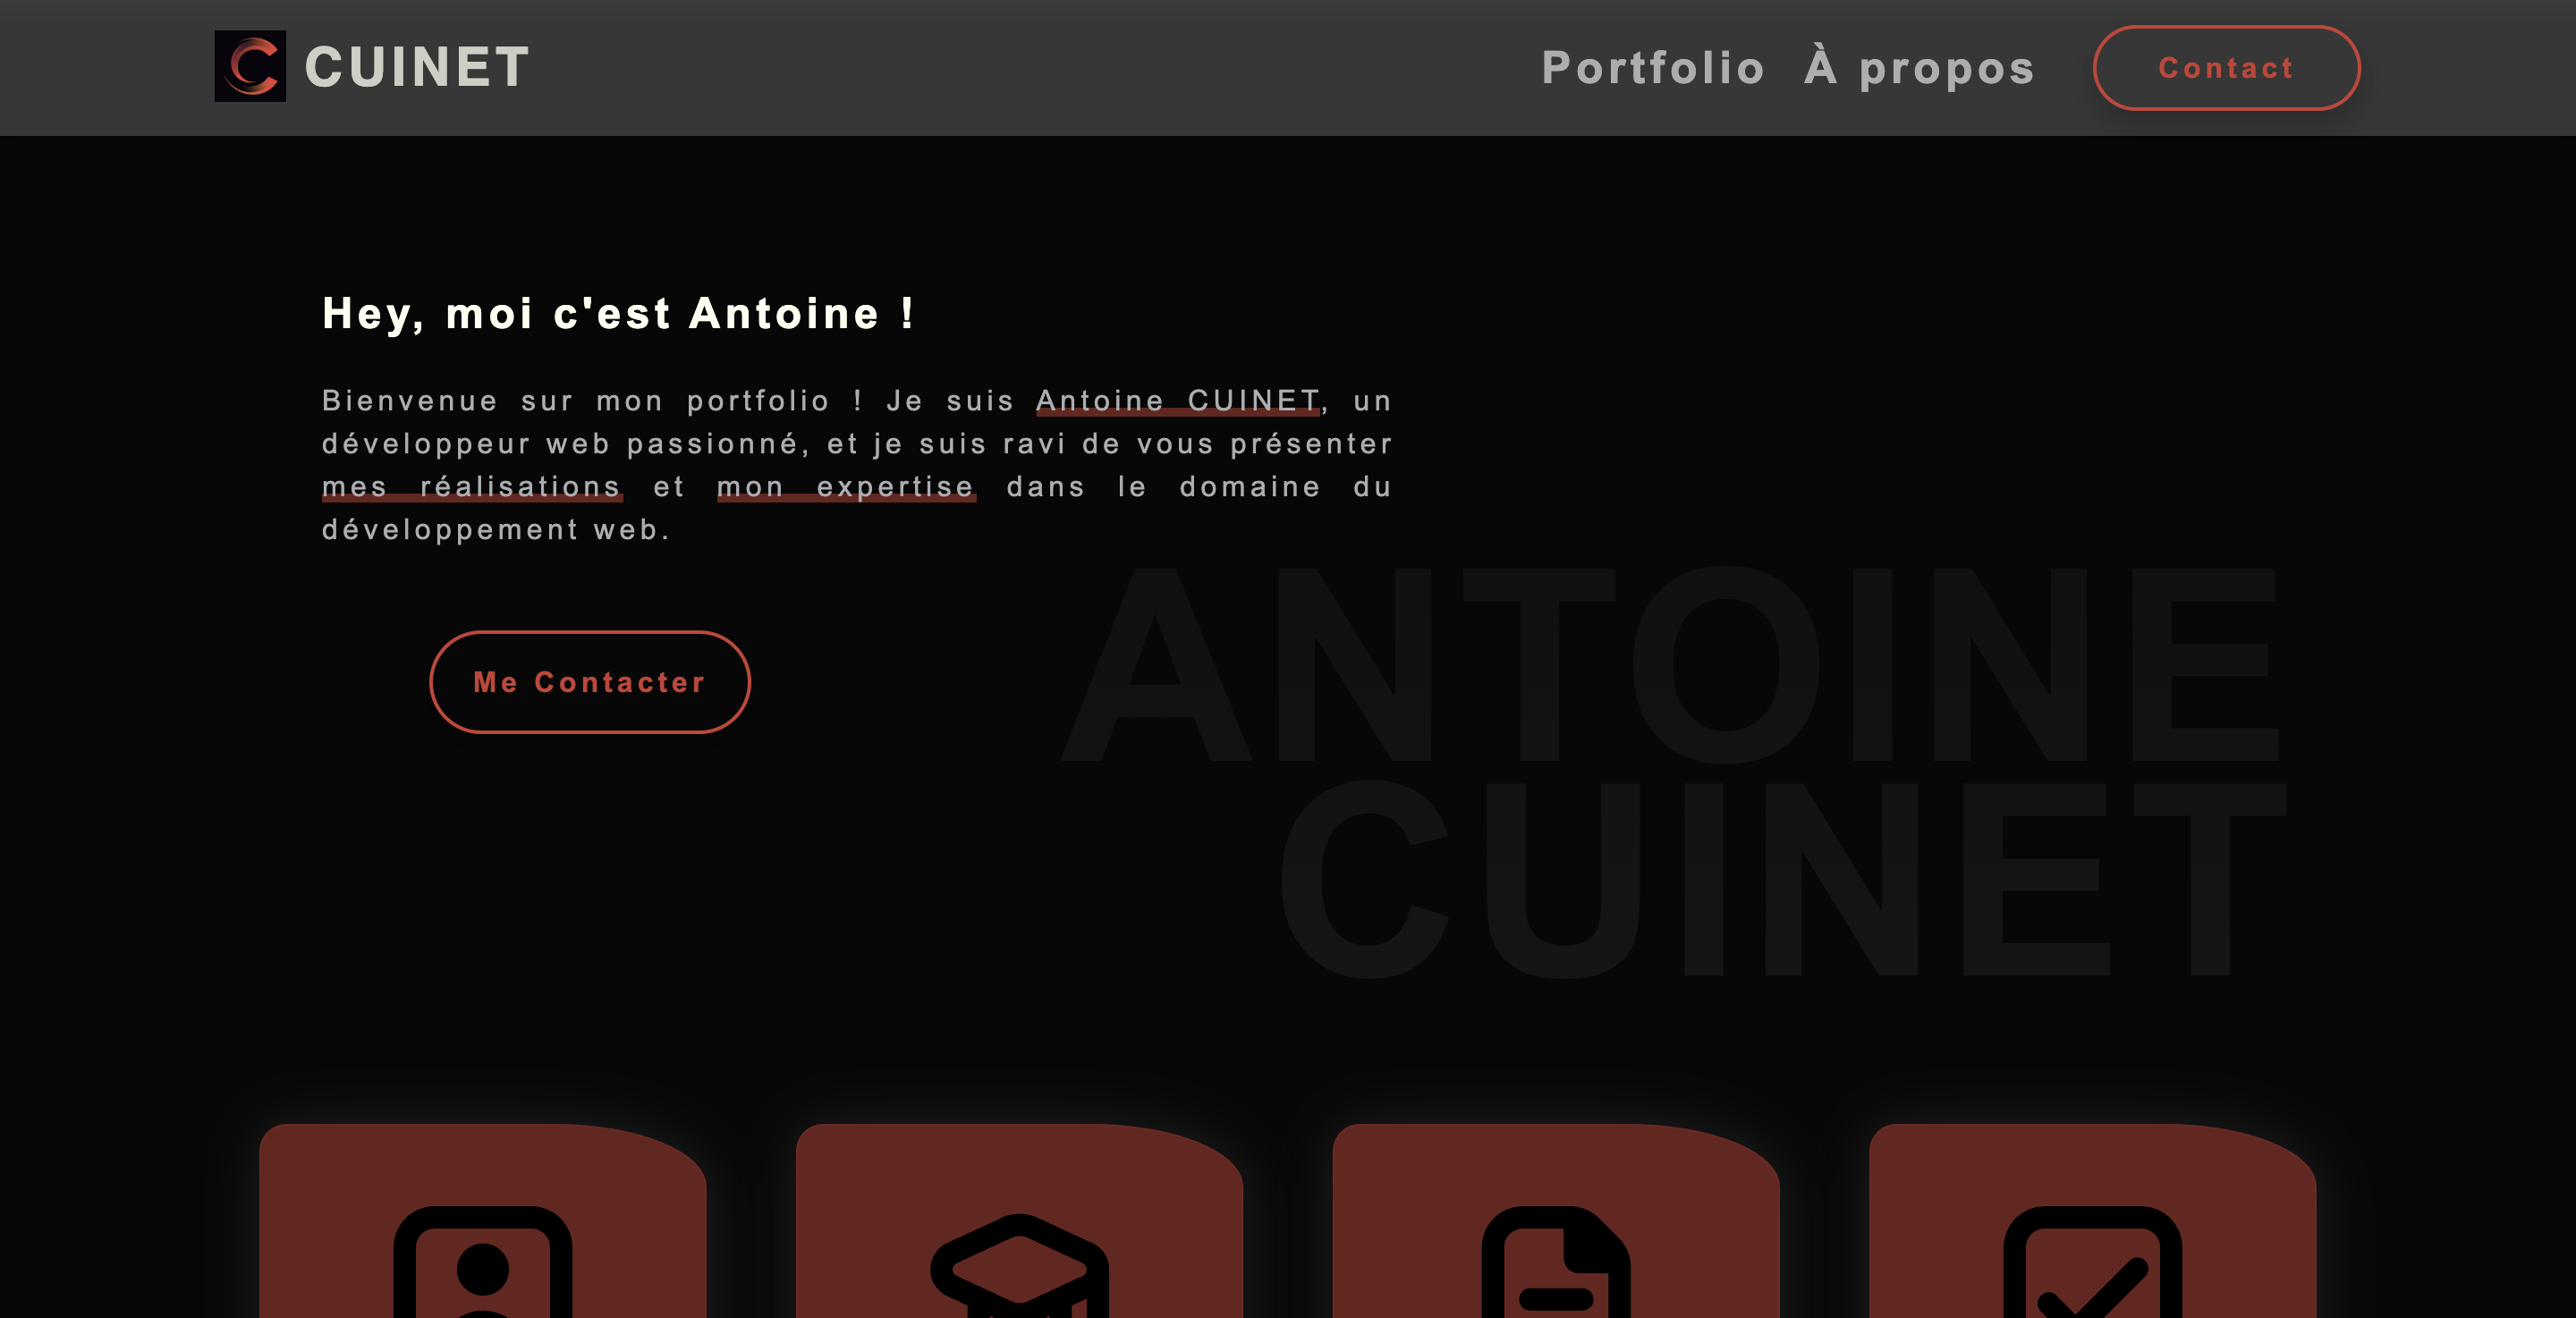 CUINET
Portfolio À propos Contact
Hey, moi c'est Antoine !
Bienvenue sur mon portfolio ! Je suis Antoine CUINET, un
développeur web passionné, et je suis ravi de vous présenter
mes réalisations et mon expertise dans le domaine du
développement web.
Me Contacter
ANTOINE
CUINET